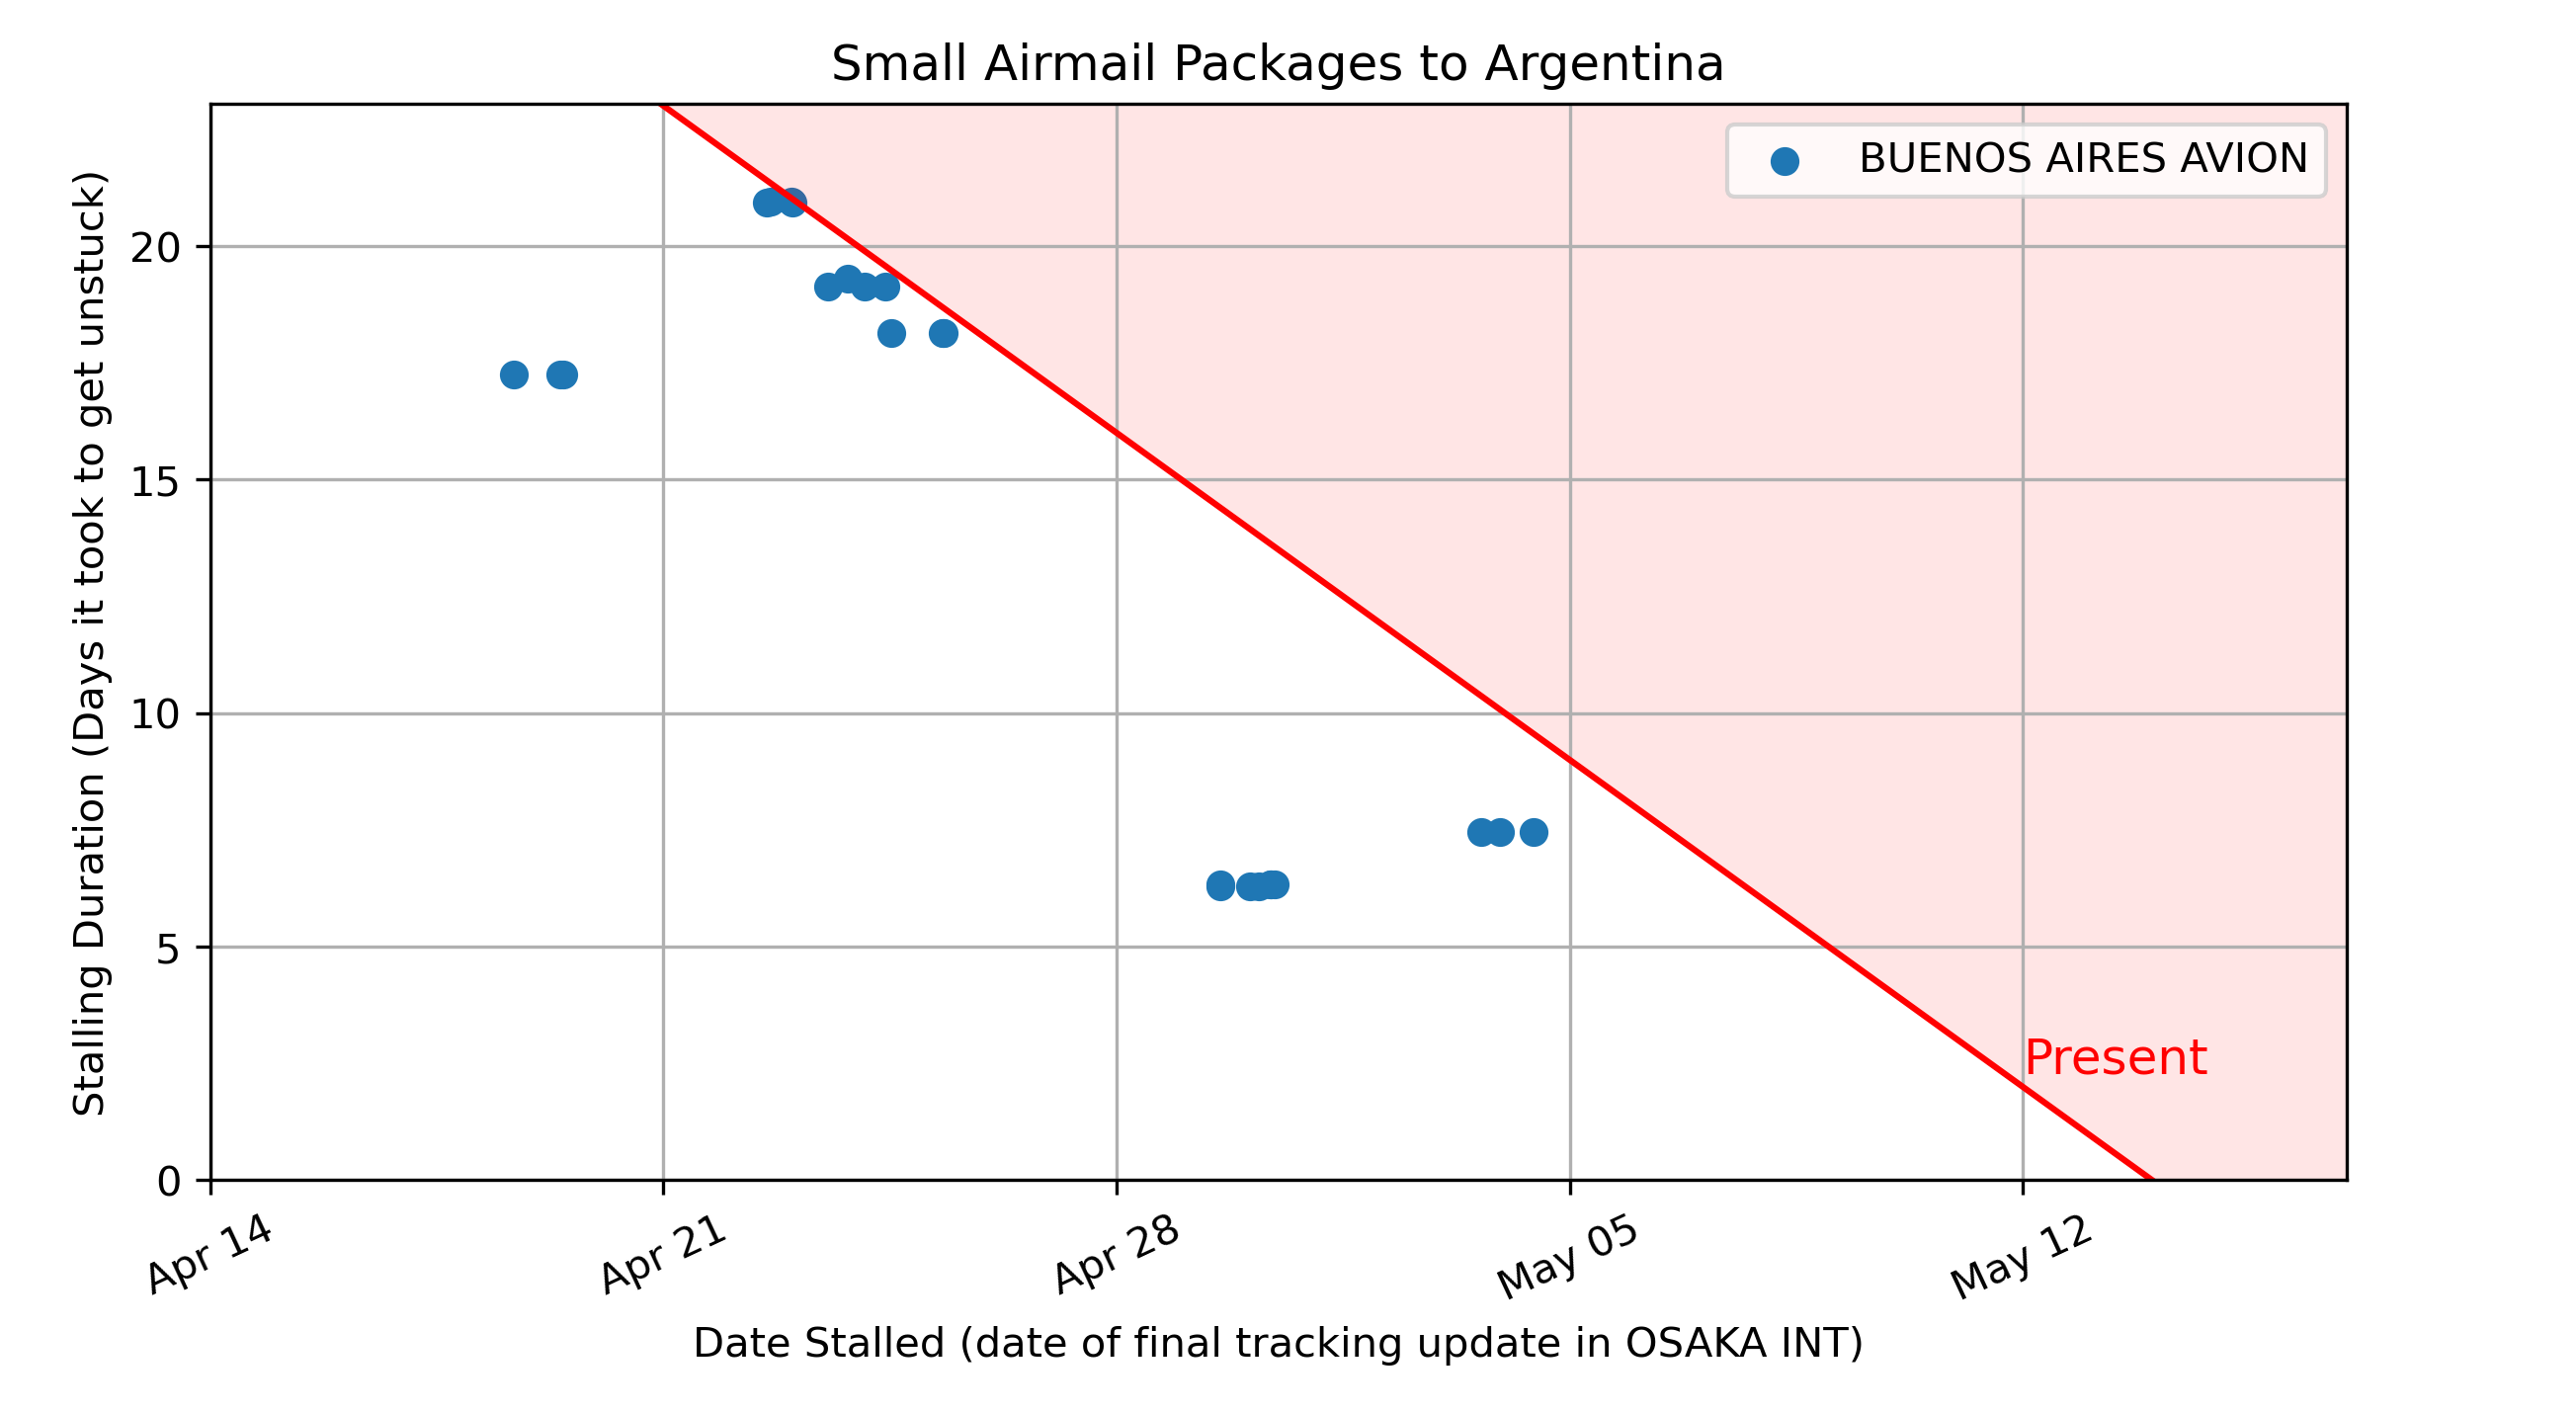 Small Airmail Packages to Argentina
BUENOS AIRES AVION
Stalling Duration (Days it took to get unstuck)
20
15
10
5
0
Present
Apr 14
Apr 21
Apr 28
May 05
May 12
Date Stalled (date of final tracking update in OSAKA INT)